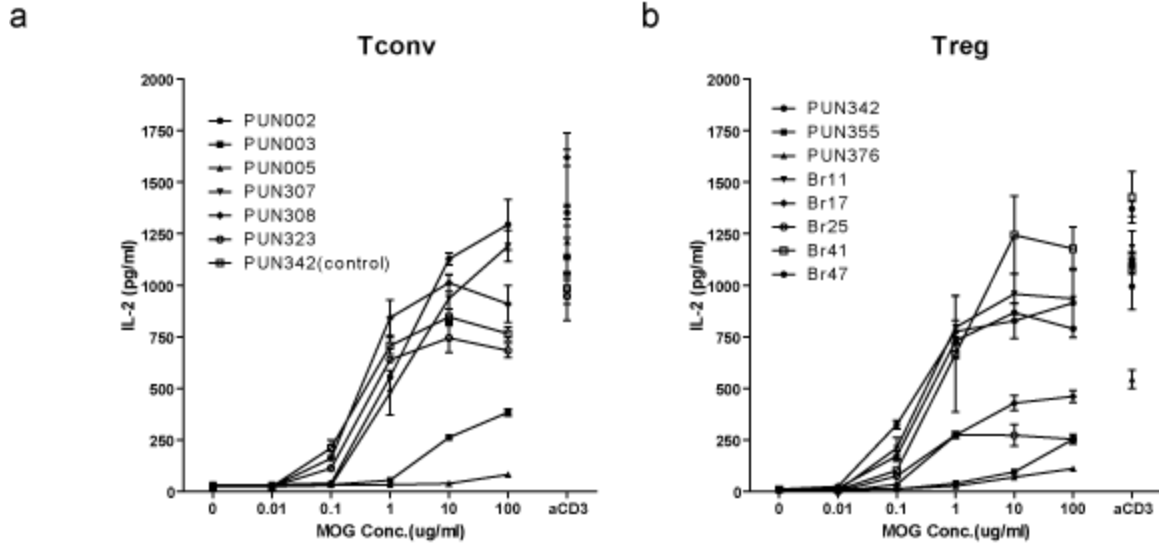 a
Tconv
IL-2 (pg/ml)
2000
1750
1500
1250
1000
750
500
250
0
PUN002
PUN003
PUN005
PUN307
PUN308
PUN323
PUN342(control)
0 0.01 0.1 1 10 100 aCD3
MOG Conc.(ug/ml)
b
Treg
IL-2 (pg/ml)
2000
1750
1500
1250
1000
750
500
250
0
PUN342
PUN355
PUN376
Br11
Br17
Br25
Br41
Br47
0 0.01 0.1 1 10 100 aCD3
MOG Conc.(ug/ml)